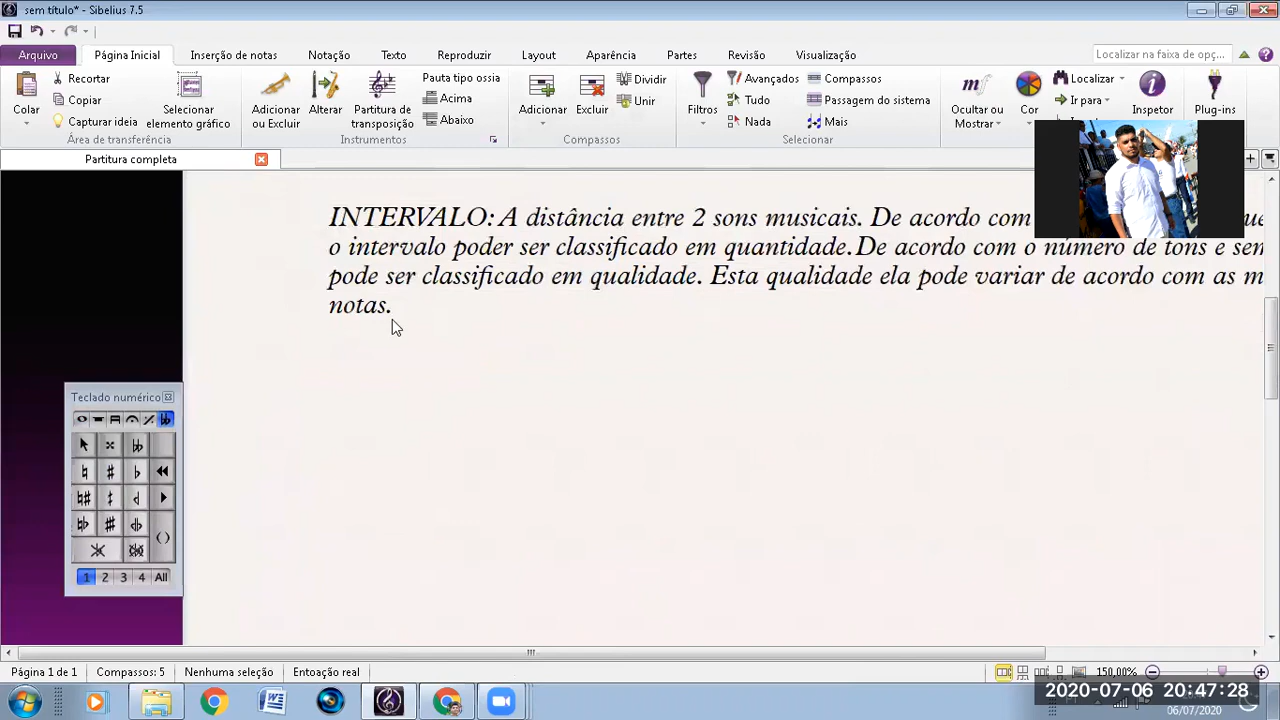 sem título* - Sibelius 7.5
Arquivo Página Inicial Inserção de notas Notação Texto Reproduzir Layout Aparência Partes Revisão Visualização Localizar na faixa de opç...
Colar Recortar Copiar Capturar ideia Selecionar elemento gráfico Adicionar ou Excluir Alterar Partitura de transposição Pauta tipo ossia Acima Abaixo Adicionar Excluir Dividir Unir Filtros Avançados Tudo Nada Compassos Passagem do sistema Mais Ocultar ou Mostrar Cor Localizar Ir para Inspetor Plug-ins
Área de transferência Instrumentos Compassos Selecionar
Partitura completa
INTERVALO: A distância entre 2 sons musicais. De acordo com
o intervalo poder ser classificado em quantidade.De acordo com o número de tons e sem
pode ser classificado em qualidade. Esta qualidade ela pode variar de acordo com as m
notas.
Teclado numérico
1 2 3 4 All
Página 1 de 1 Compassos: 5 Nenhuma seleção Entoação real 150,00%
2020-07-06 20:47:28
06/07/2020